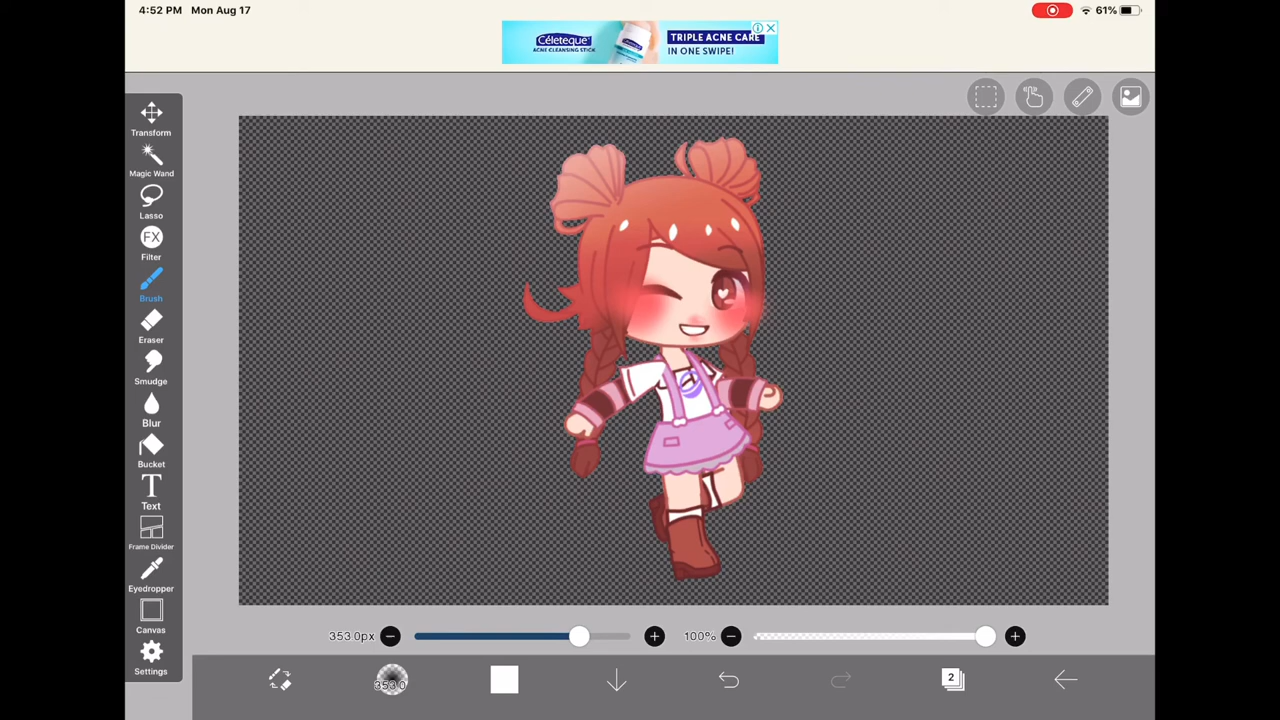 4:52 PM Mon Aug 17
61%
Céleteque
ACNE CLEANSING STICK
TRIPLE ACNE CARE
IN ONE SWIPE!
Transform
Magic Wand
Lasso
FX
Filter
Brush
Eraser
Smudge
Blur
Bucket
T
Text
Frame Divider
Eyedropper
Canvas
Settings
353.0px
100%
353.0
2